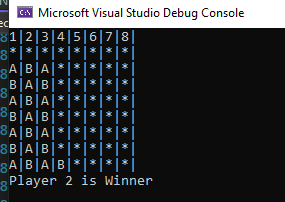 Microsoft Visual Studio Debug Console
1|2|3|4|5|6|7|8|
*|*|*|*|*|*|*|*|
A|B|A|*|*|*|*|*|
B|A|B|*|*|*|*|*|
A|B|A|*|*|*|*|*|
A|B|A|*|*|*|*|*|
B|A|B|*|*|*|*|*|
A|B|A|B|*|*|*|*|
Player 2 is Winner